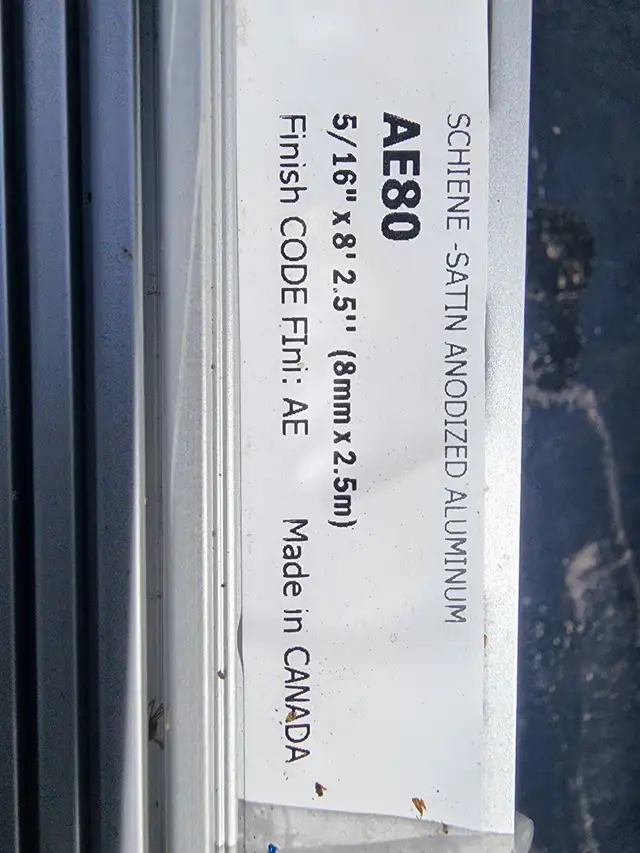 SCHIENE -SATIN ANODIZED ALUMINUM
AE80
5/16" x 8' 2.5'' (8mm x 2.5m)
Finish CODE FIni: AE Made in CANADA